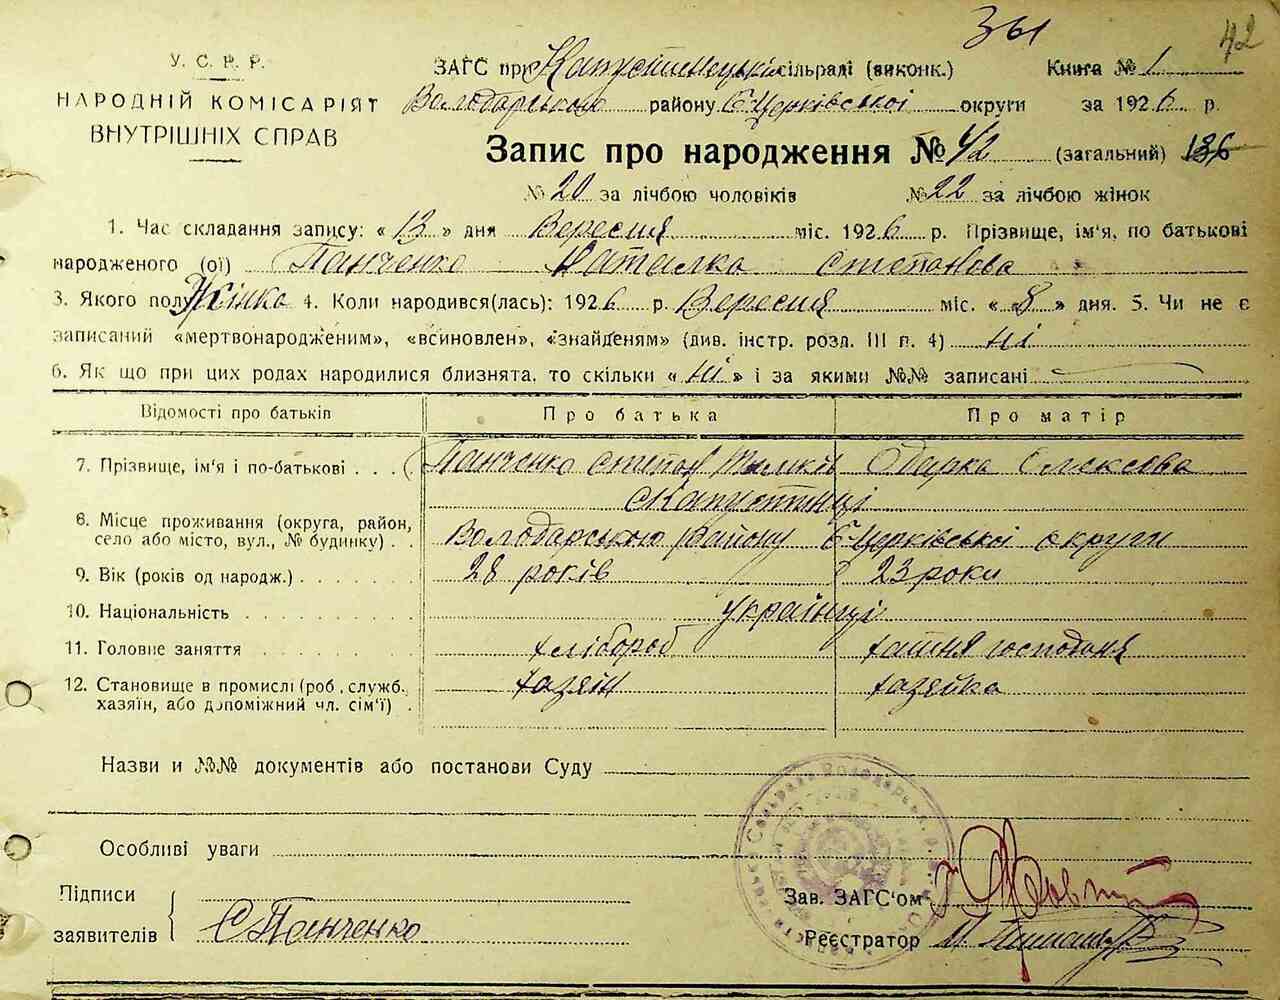 Зы
42
У. С. Р. Р.
НАРОДНІЙ КОМІСАРІЯТ
ВНУТРІШНІХ СПРАВ
ЗАГС при Капустинецькі сільраді (виконк.) Книга № 1
Володарського району Б Церківської округи за 1926 р.
Запис про народження № 42 (загальний) 136
№ 20 за лічбою чоловіків № 22 за лічбою жінок
1. Час складання запису: « 13 » дня Вересня міс. 1926 р. Прізвище, ім'я, по батькові
народженого (ої) Панченко Наталка Степанова
3. Якого полу Жінка 4. Коли народився(лась): 1926 р. Вересня міс. « 8 » дня. 5. Чи не є
записаний «мертвонародженим», «всиновлен», «знайденям» (див. інстр. розд. III п. 4) ні
6. Як що при цих родах народилися близнята, то скільки « ні » і за якими №№ записані
Відомості про батьків Про батька Про матір
7. Прізвище, ім'я і по-батькові . . . Панченко Степан Одарка Олексова
с Капустинці
8. Місце проживання (округа, район,
село або місто, вул., № будинку) . . Володарського району Б Церківської округи
9. Вік (років од народж.) . . . . . . . 28 років 23 роки
10. Національність . . . . . . . . . . українці
11. Головне заняття . . . . . . . . . хлібороб хатня господоня
12. Становище в промислі (роб., служб.,
хазяїн, або допоміжний чл. сім'ї) . хазяїн хазяйка
Назви и №№ документів або постанови Суду
Особливі уваги
Підписи
заявителів С Панченко
Зав. ЗАГС'ом
Реєстратор